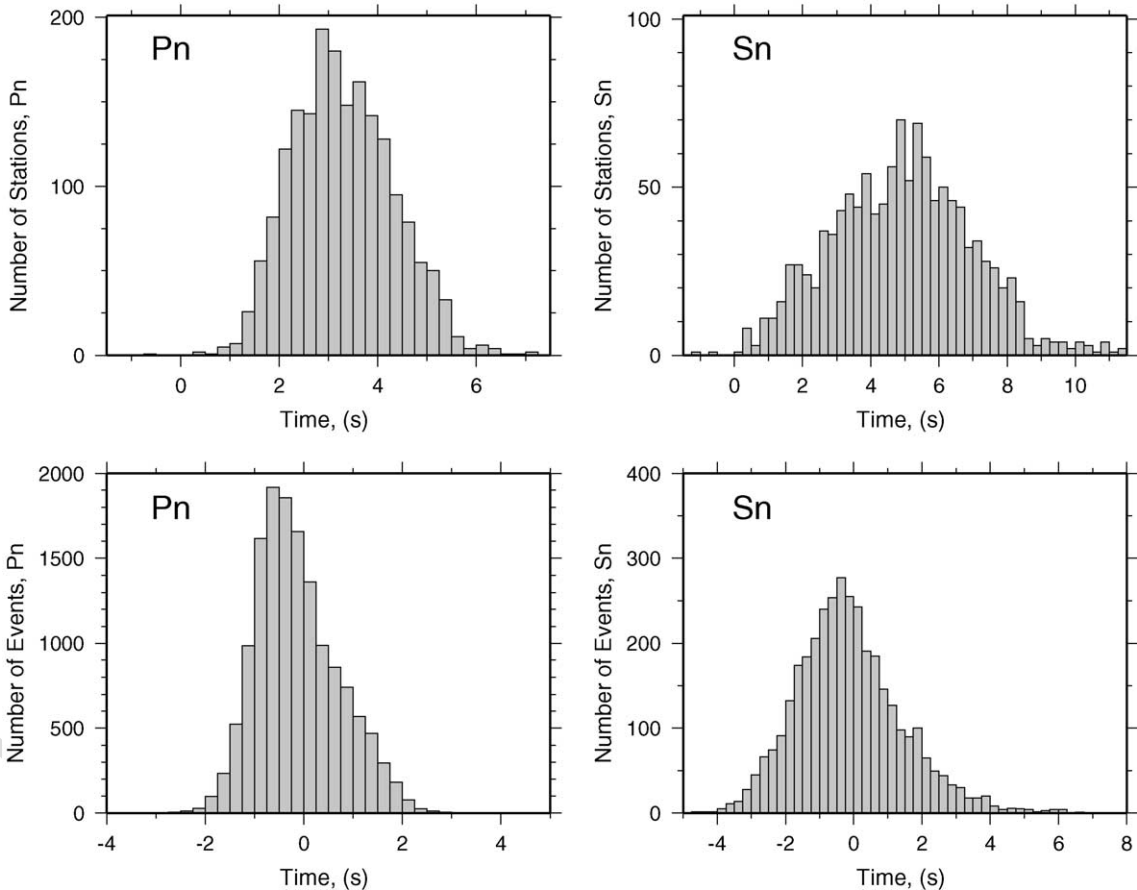 Pn
Number of Stations, Pn
200
100
0
0 2 4 6
Time, (s)
Sn
Number of Stations, Sn
100
50
0
0 2 4 6 8 10
Time, (s)
Pn
Number of Events, Pn
2000
1500
1000
500
0
-4 -2 0 2 4
Time, (s)
Sn
Number of Events, Sn
400
300
200
100
0
-4 -2 0 2 4 6 8
Time, (s)